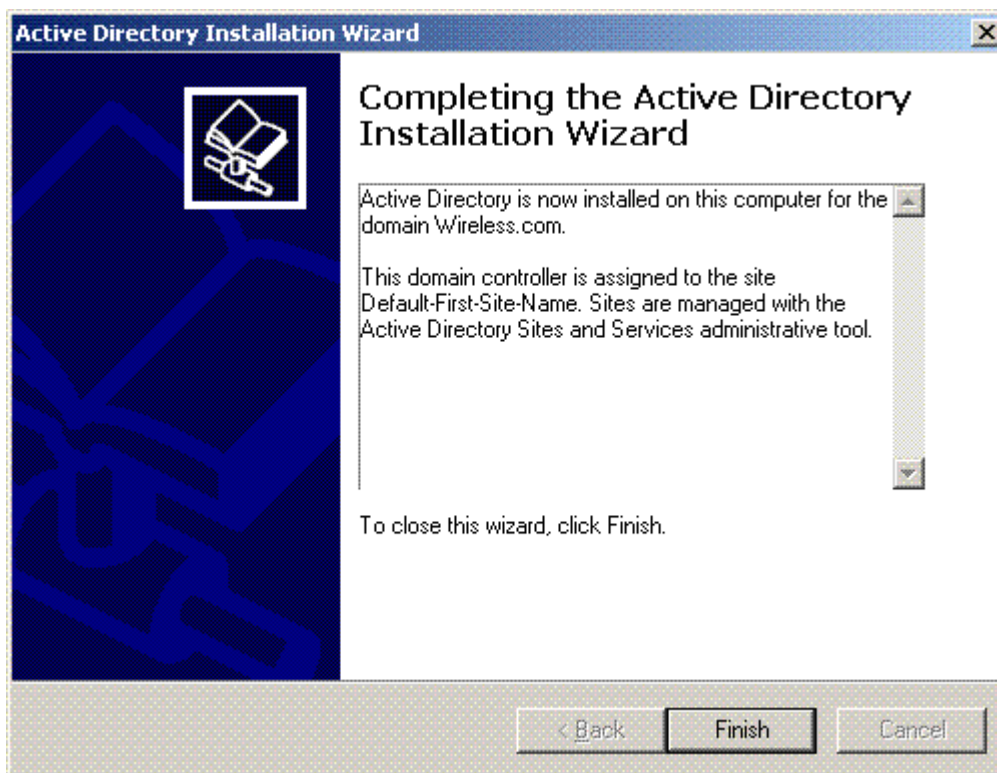 Active Directory Installation Wizard
Completing the Active Directory
Installation Wizard
Active Directory is now installed on this computer for the
domain Wireless.com.
This domain controller is assigned to the site
Default-First-Site-Name. Sites are managed with the
Active Directory Sites and Services administrative tool.
To close this wizard, click Finish.
< Back
Finish
Cancel